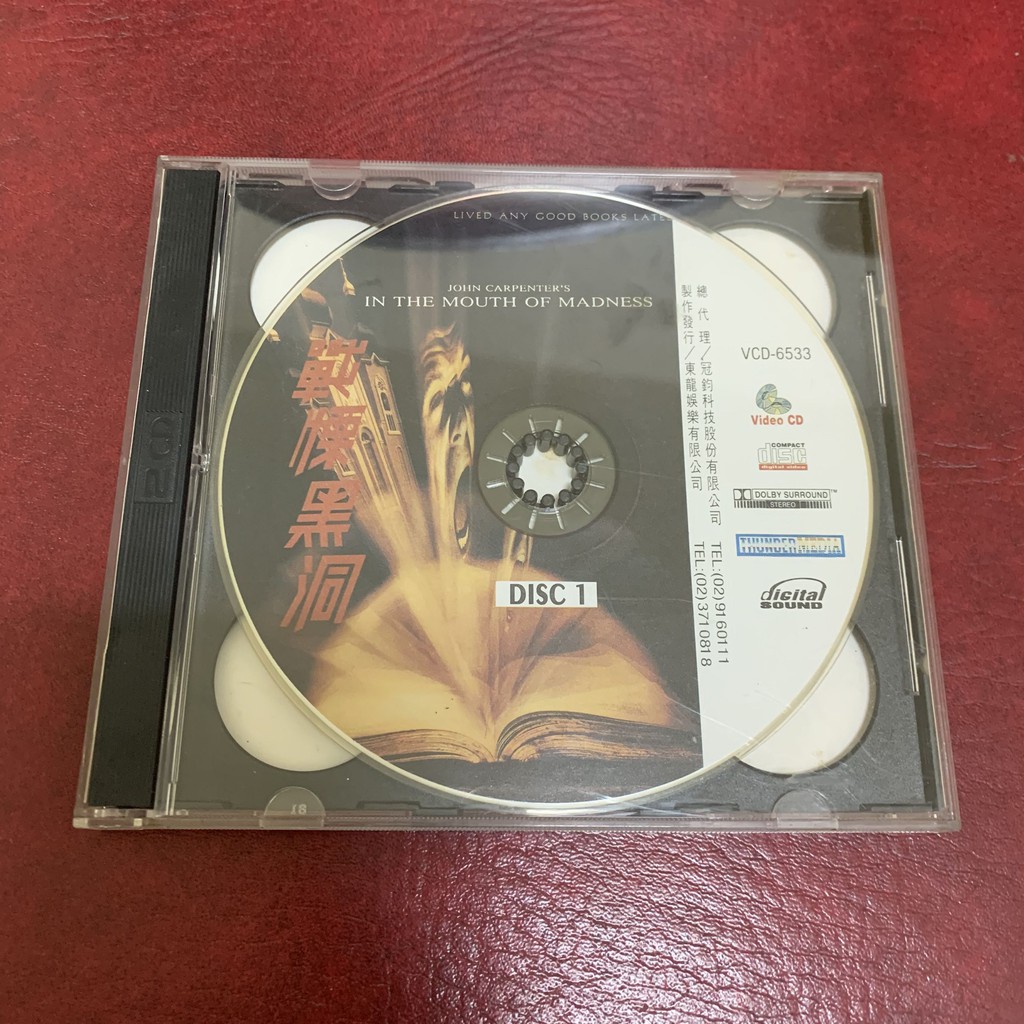 LIVED ANY GOOD BOOKS LATE
JOHN CARPENTER'S
IN THE MOUTH OF MADNESS
戰慄黑洞
DISC 1
總代理/冠鈞科技股份有限公司 TEL:(02)9160111
製作發行/東龍娛樂有限公司 TEL:(02)3710818
VCD-6533
Video CD
COMPACT
disc
digital video
DOLBY SURROUND™
STEREO
THUNDER MEDIA
digital
SOUND
18